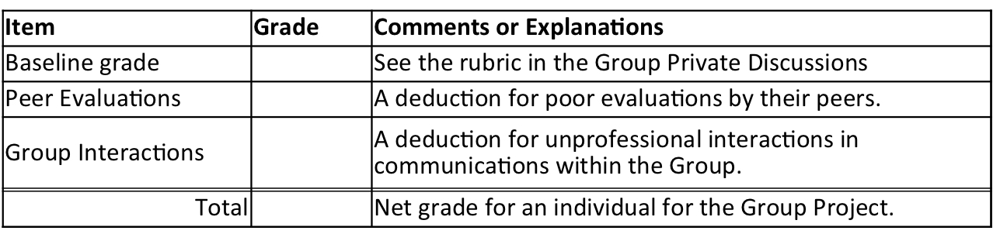 Item Grade Comments or Explanations
Baseline grade See the rubric in the Group Private Discussions
Peer Evaluations A deduction for poor evaluations by their peers.
Group Interactions A deduction for unprofessional interactions in
communications within the Group.
Total Net grade for an individual for the Group Project.